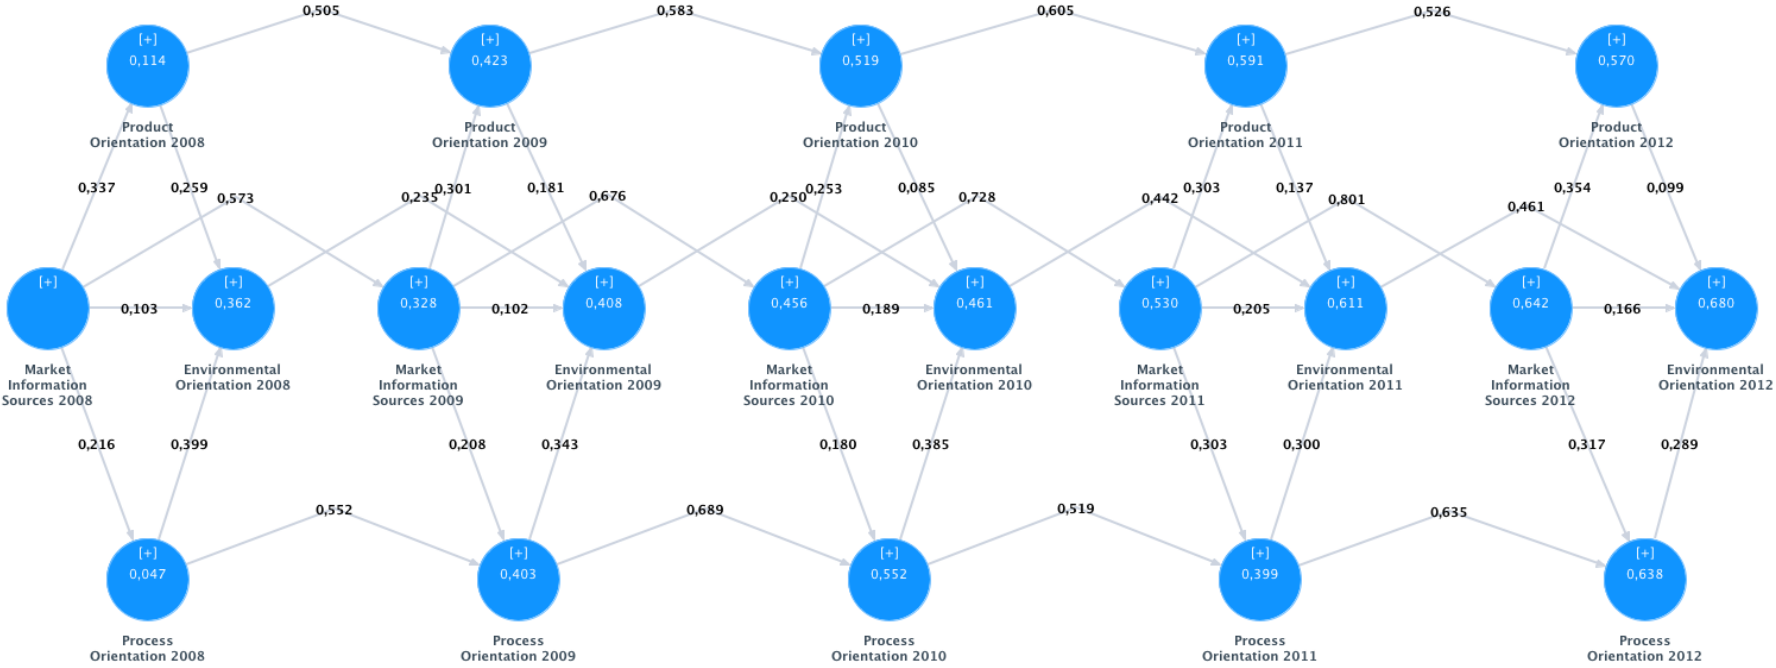 0,505
0,583
0,605
0,526
[+]
0,114
[+]
0,423
[+]
0,519
[+]
0,591
[+]
0,570
Product
Orientation 2008
Product
Orientation 2009
Product
Orientation 2010
Product
Orientation 2011
Product
Orientation 2012
0,337
0,259
0,573
0,235
0,301
0,181
0,676
0,250
0,253
0,085
0,728
0,442
0,303
0,137
0,801
0,461
0,354
0,099
[+]
0,103
[+]
0,362
[+]
0,328
0,102
[+]
0,408
[+]
0,456
0,189
[+]
0,461
[+]
0,530
0,205
[+]
0,611
[+]
0,642
0,166
[+]
0,680
Market
Information
Sources 2008
Environmental
Orientation 2008
Market
Information
Sources 2009
Environmental
Orientation 2009
Market
Information
Sources 2010
Environmental
Orientation 2010
Market
Information
Sources 2011
Environmental
Orientation 2011
Market
Information
Sources 2012
Environmental
Orientation 2012
0,216
0,399
0,208
0,343
0,180
0,385
0,303
0,300
0,317
0,289
0,552
0,689
0,519
0,635
[+]
0,047
[+]
0,403
[+]
0,552
[+]
0,399
[+]
0,638
Process
Orientation 2008
Process
Orientation 2009
Process
Orientation 2010
Process
Orientation 2011
Process
Orientation 2012